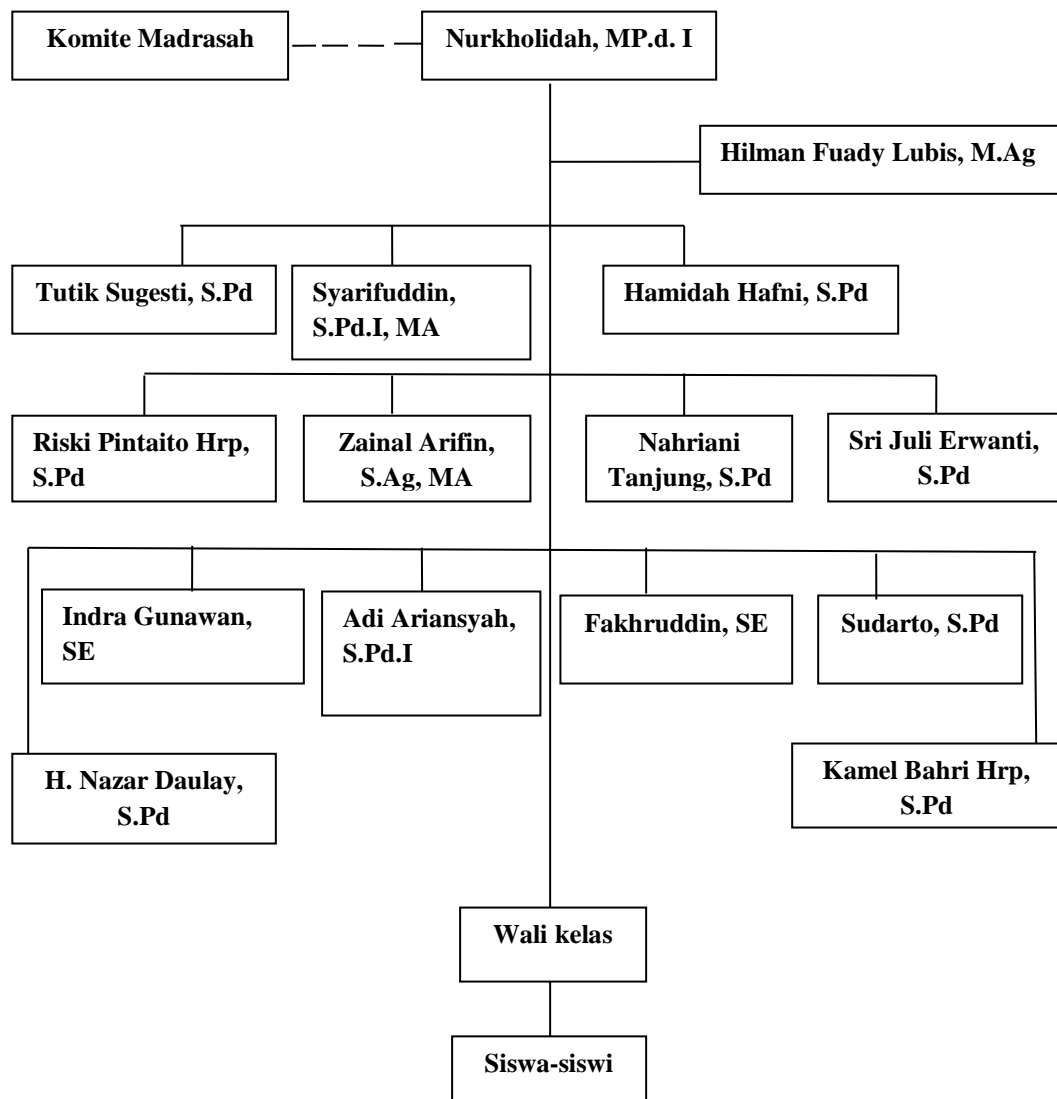 Komite Madrasah
Nurkholidah, MP.d. I
Hilman Fuady Lubis, M.Ag
Tutik Sugesti, S.Pd
Syarifuddin,
S.Pd.I, MA
Hamidah Hafni, S.Pd
Riski Pintaito Hrp,
S.Pd
Zainal Arifin,
S.Ag, MA
Nahriani
Tanjung, S.Pd
Sri Juli Erwanti,
S.Pd
Indra Gunawan,
SE
Adi Ariansyah,
S.Pd.I
Fakhruddin, SE
Sudarto, S.Pd
H. Nazar Daulay,
S.Pd
Kamel Bahri Hrp,
S.Pd
Wali kelas
Siswa-siswi